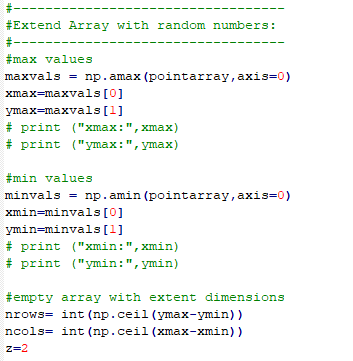 #----------------------------------
#Extend Array with random numbers:
#----------------------------------
#max values
maxvals = np.amax(pointarray,axis=0)
xmax=maxvals[0]
ymax=maxvals[1]
# print ("xmax:",xmax)
# print ("ymax:",ymax)

#min values
minvals = np.amin(pointarray,axis=0)
xmin=minvals[0]
ymin=minvals[1]
# print ("xmin:",xmin)
# print ("ymin:",ymin)

#empty array with extent dimensions
nrows= int(np.ceil(ymax-ymin))
ncols= int(np.ceil(xmax-xmin))
z=2